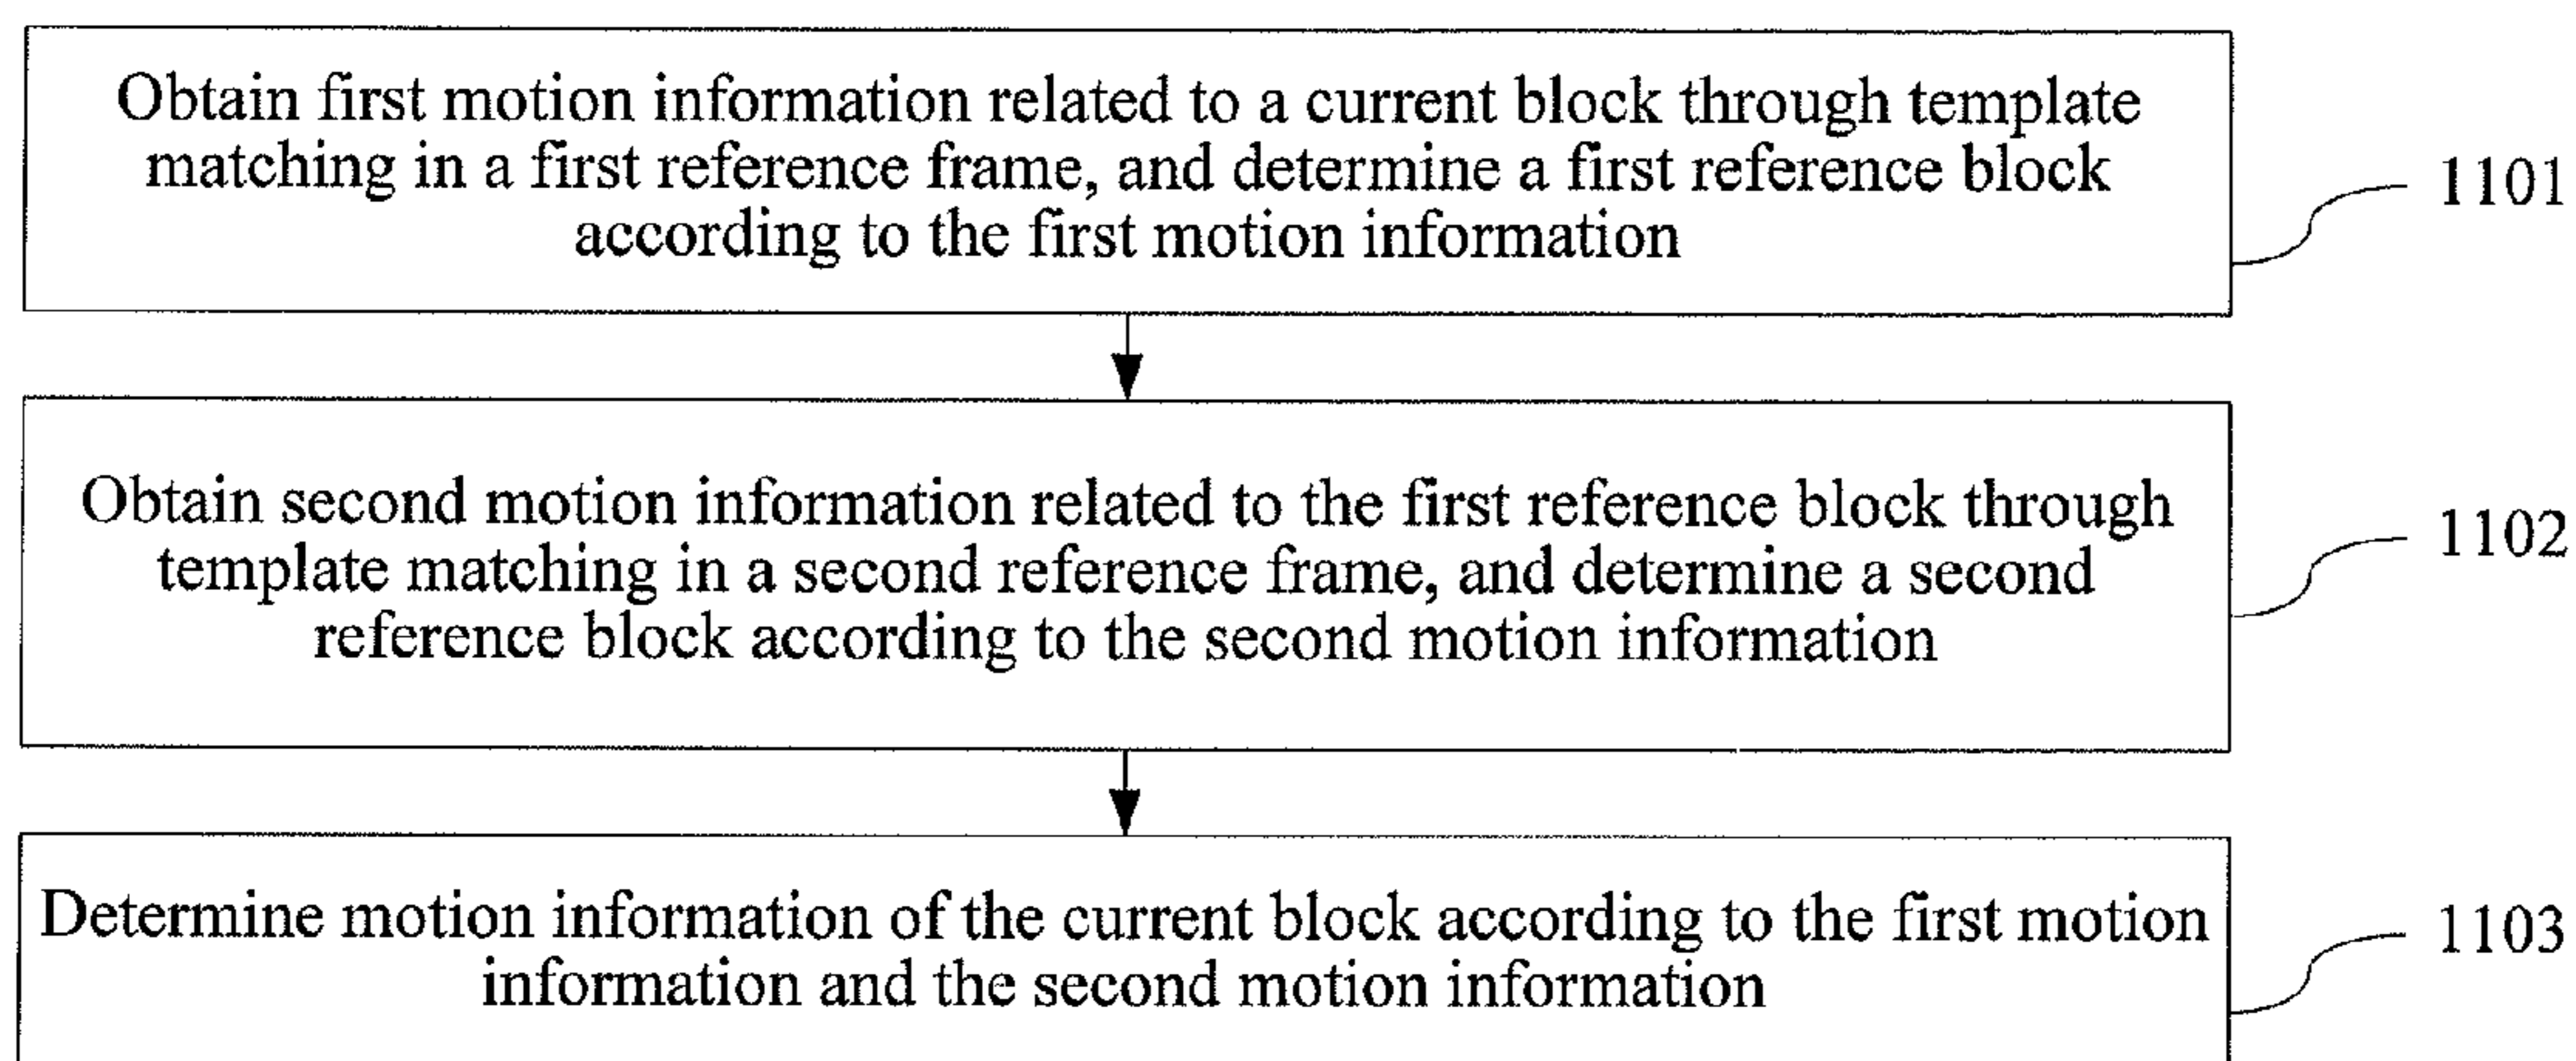 Obtain first motion information related to a current block through template
matching in a first reference frame, and determine a first reference block
according to the first motion information
1101
Obtain second motion information related to the first reference block through
template matching in a second reference frame, and determine a second
reference block according to the second motion information
1102
Determine motion information of the current block according to the first motion
information and the second motion information
1103